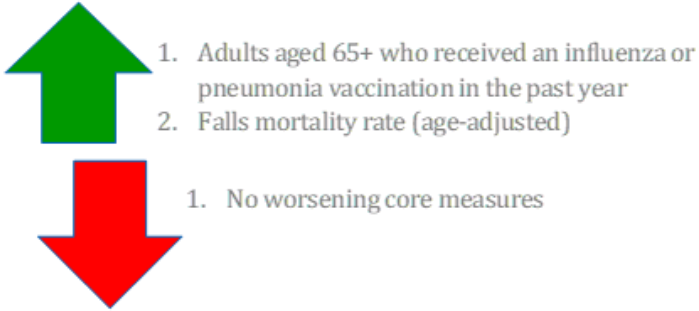 1. Adults aged 65+ who received an influenza or
pneumonia vaccination in the past year
2. Falls mortality rate (age-adjusted)
1. No worsening core measures